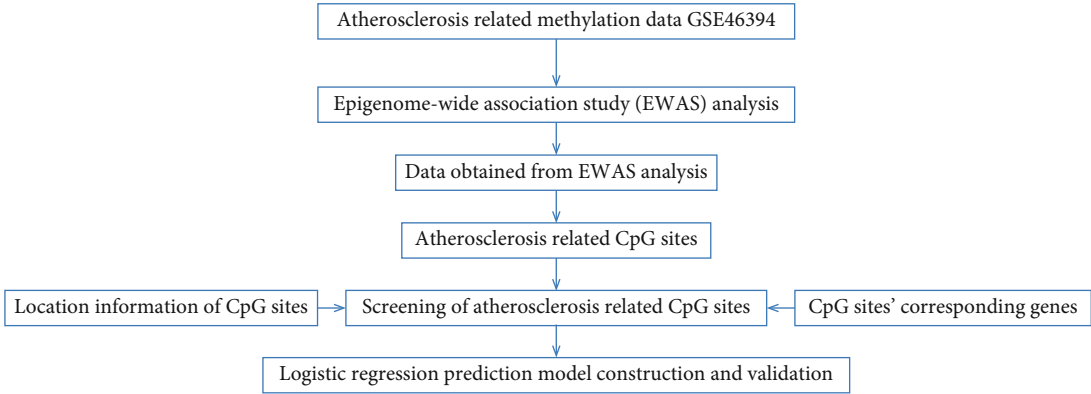 Atherosclerosis related methylation data GSE46394
Epigenome-wide association study (EWAS) analysis
Data obtained from EWAS analysis
Atherosclerosis related CpG sites
Location information of CpG sites
Screening of atherosclerosis related CpG sites
CpG sites’ corresponding genes
Logistic regression prediction model construction and validation